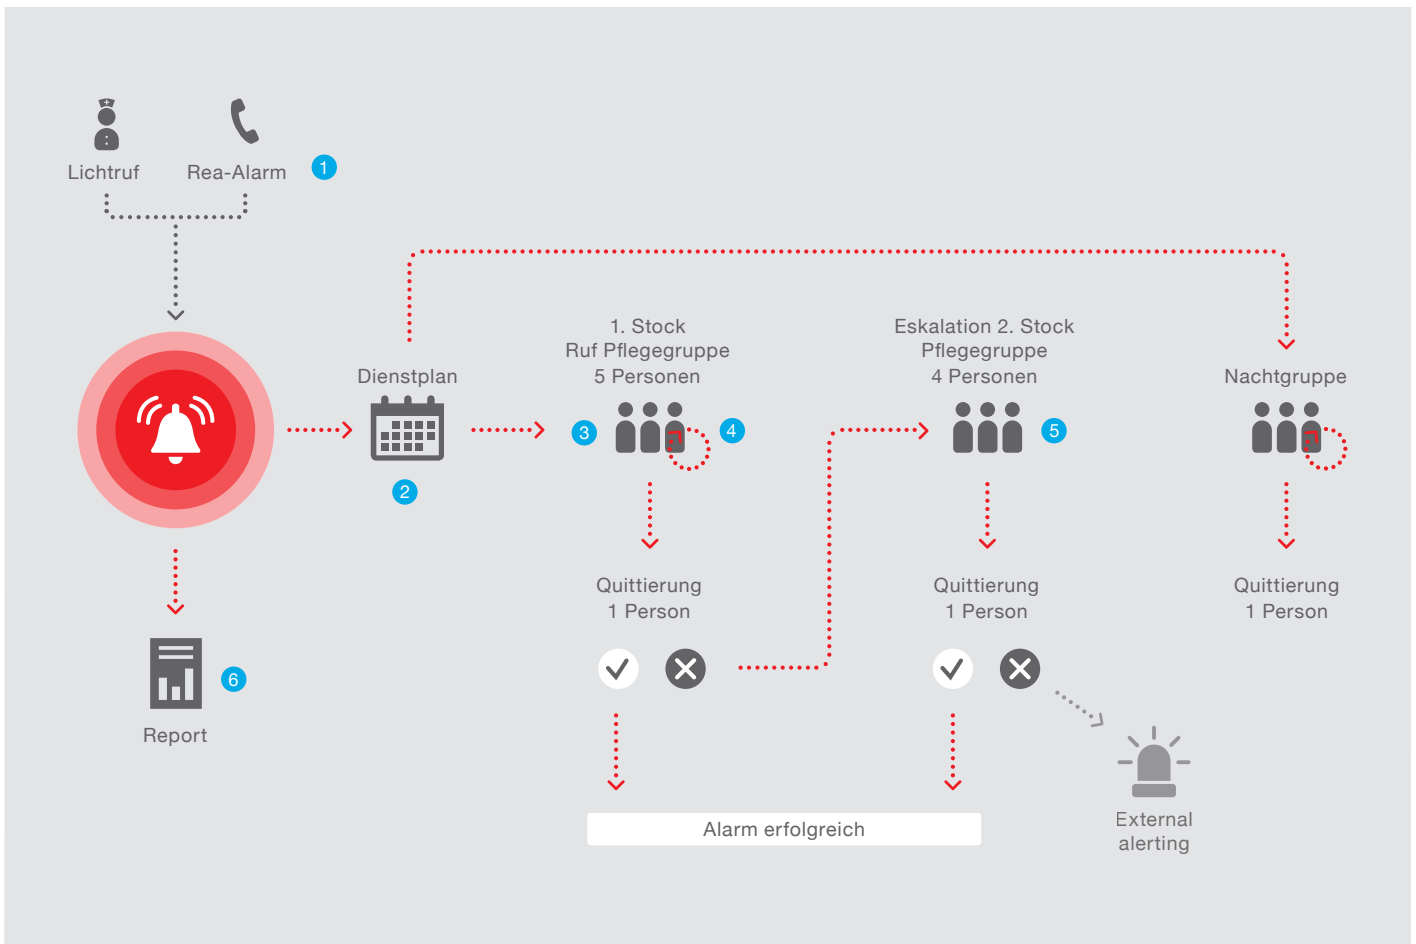 Lichtruf
Rea-Alarm
1
1. Stock
Ruf Pflegegruppe
5 Personen
Eskalation 2. Stock
Pflegegruppe
4 Personen
Dienstplan
Nachtgruppe
3
4
5
2
Quittierung
1 Person
Quittierung
1 Person
Quittierung
1 Person
6
Report
Alarm erfolgreich
External
alerting